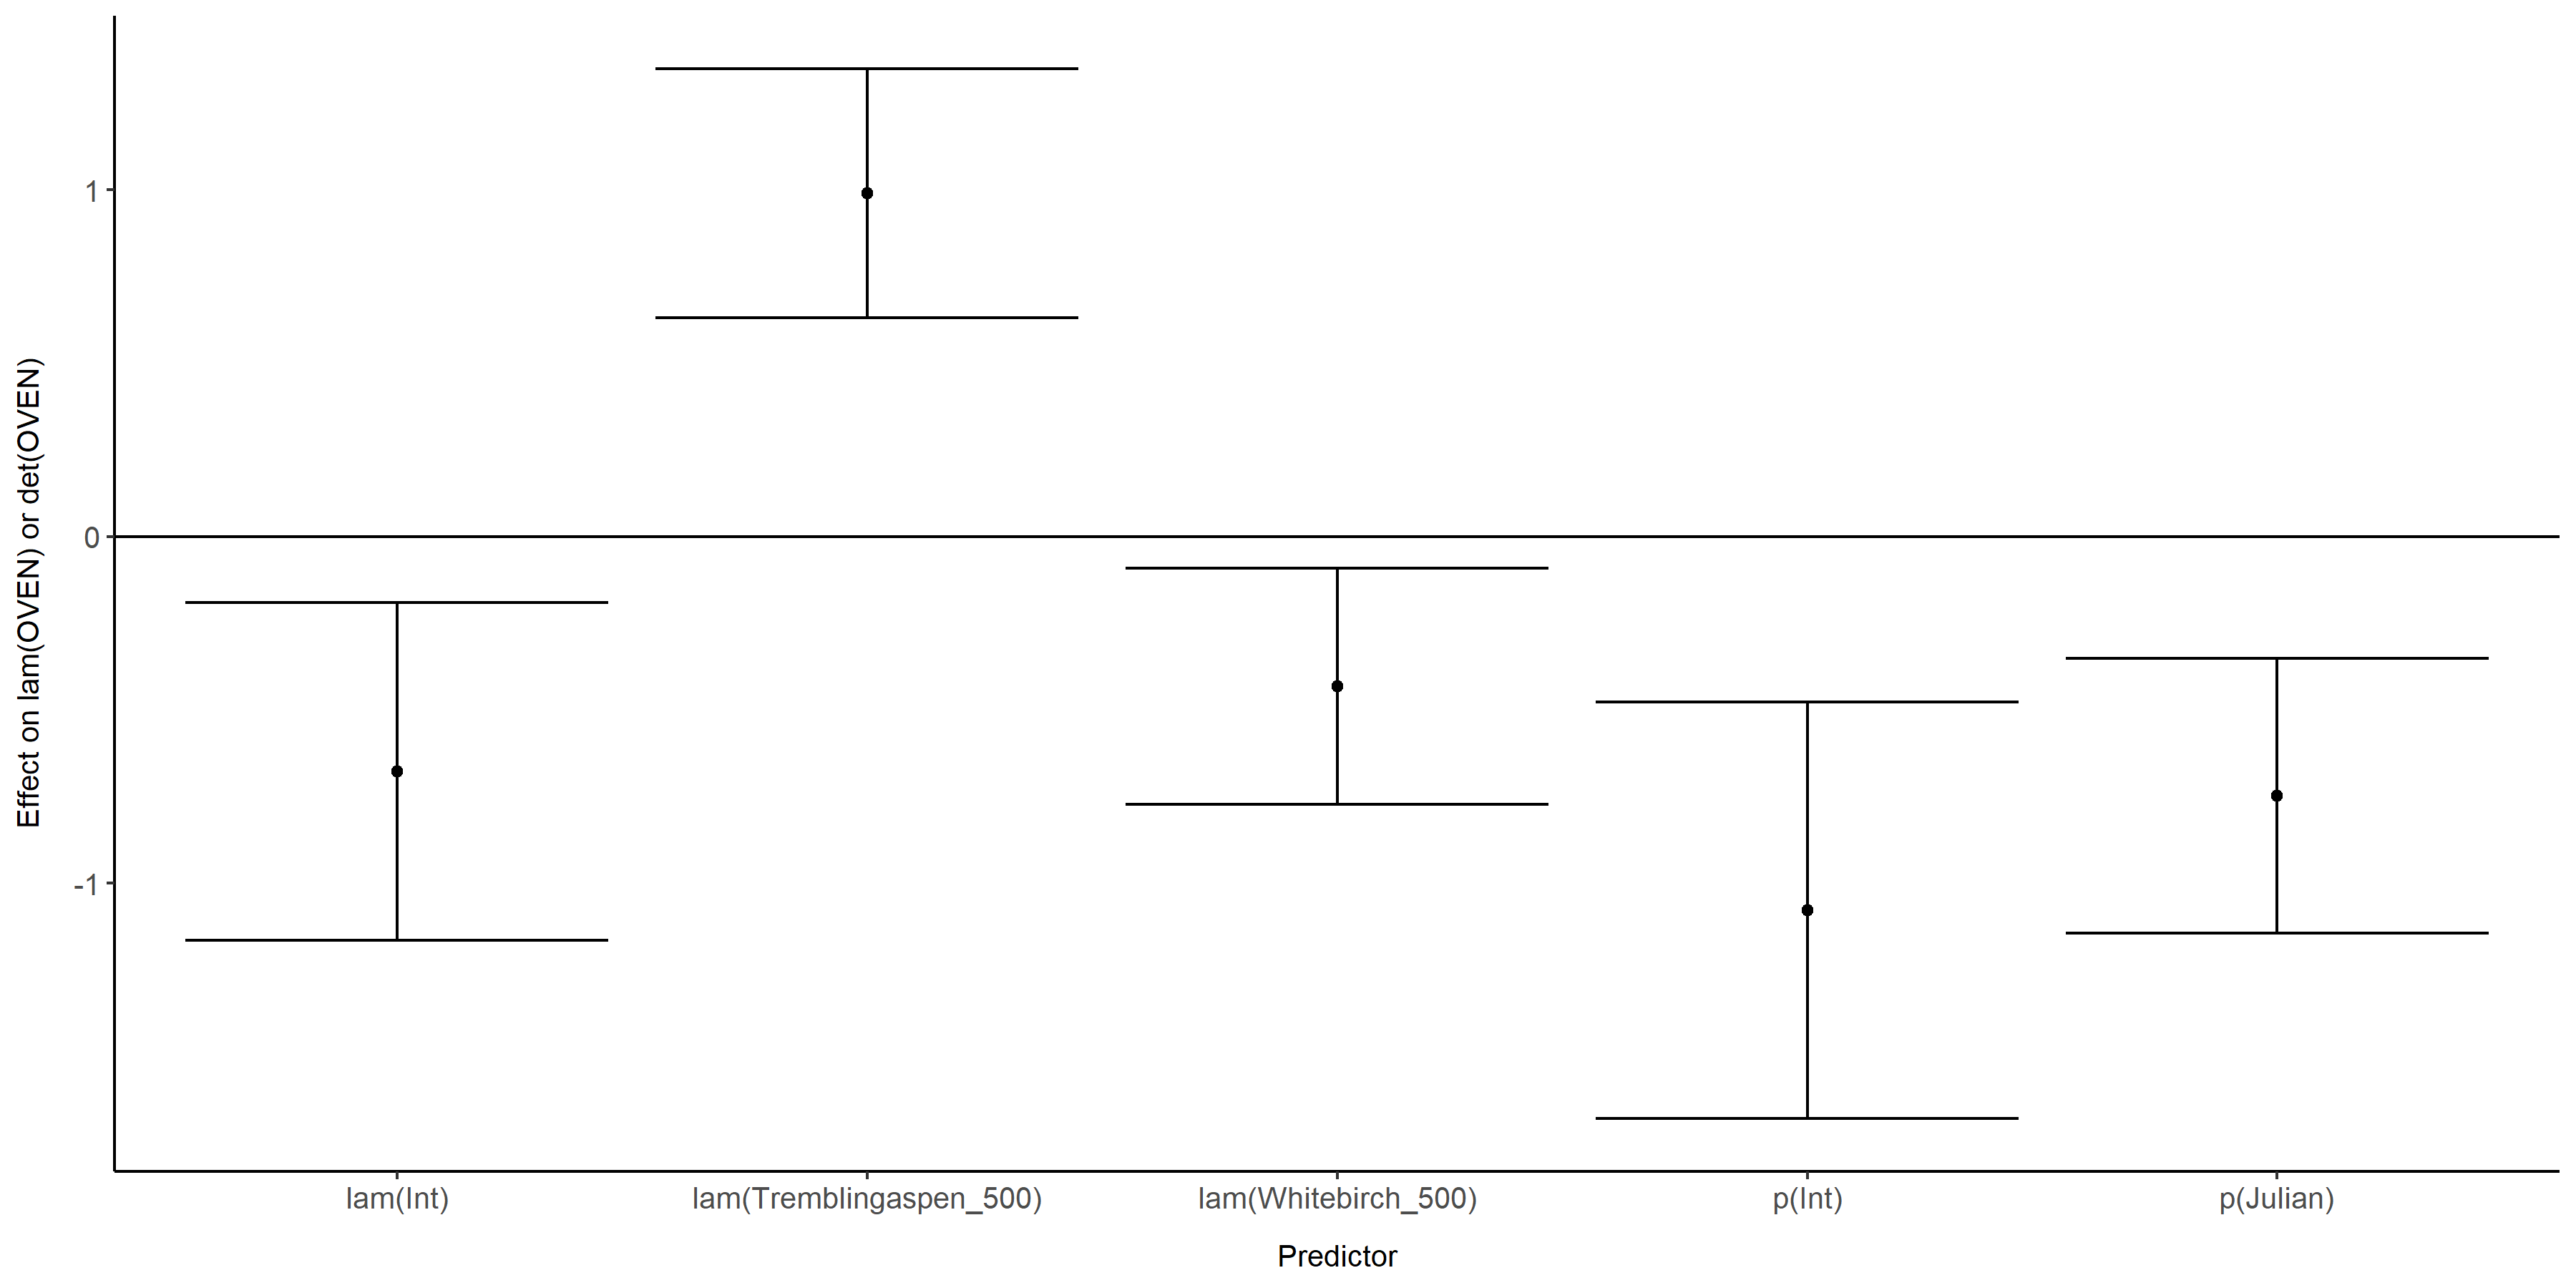 Effect on lam(OVEN) or det(OVEN)
1
0
-1
lam(Int)
lam(Tremblingaspen_500)
lam(Whitebirch_500)
p(Int)
p(Julian)
Predictor